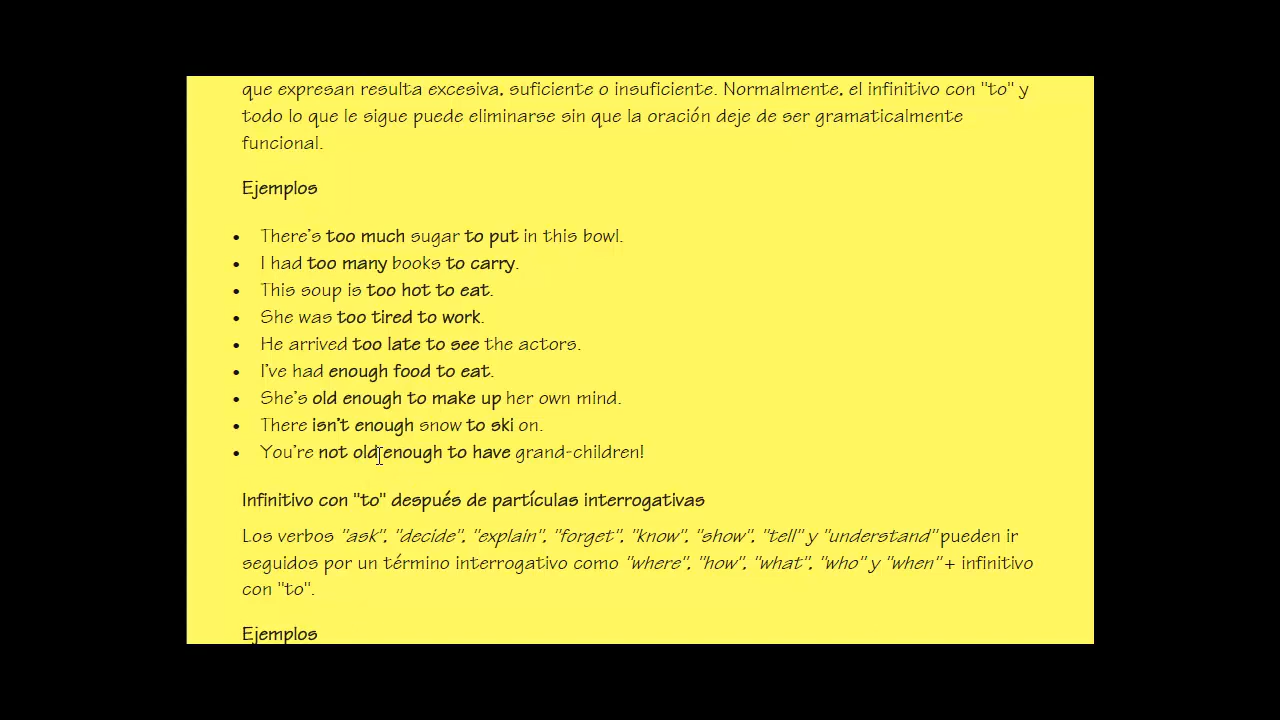 que expresan resulta excesiva, suficiente o insuficiente. Normalmente, el infinitivo con "to" y
todo lo que le sigue puede eliminarse sin que la oración deje de ser gramaticalmente
funcional.
Ejemplos
• There's too much sugar to put in this bowl.
• I had too many books to carry.
• This soup is too hot to eat.
• She was too tired to work.
• He arrived too late to see the actors.
• I've had enough food to eat.
• She's old enough to make up her own mind.
• There isn't enough snow to ski on.
• You're not old enough to have grand-children!
Infinitivo con "to" después de partículas interrogativas
Los verbos "ask", "decide", "explain", "forget", "know", "show", "tell" y "understand" pueden ir
seguidos por un término interrogativo como "where", "how", "what", "who" y "when" + infinitivo
con "to".
Ejemplos